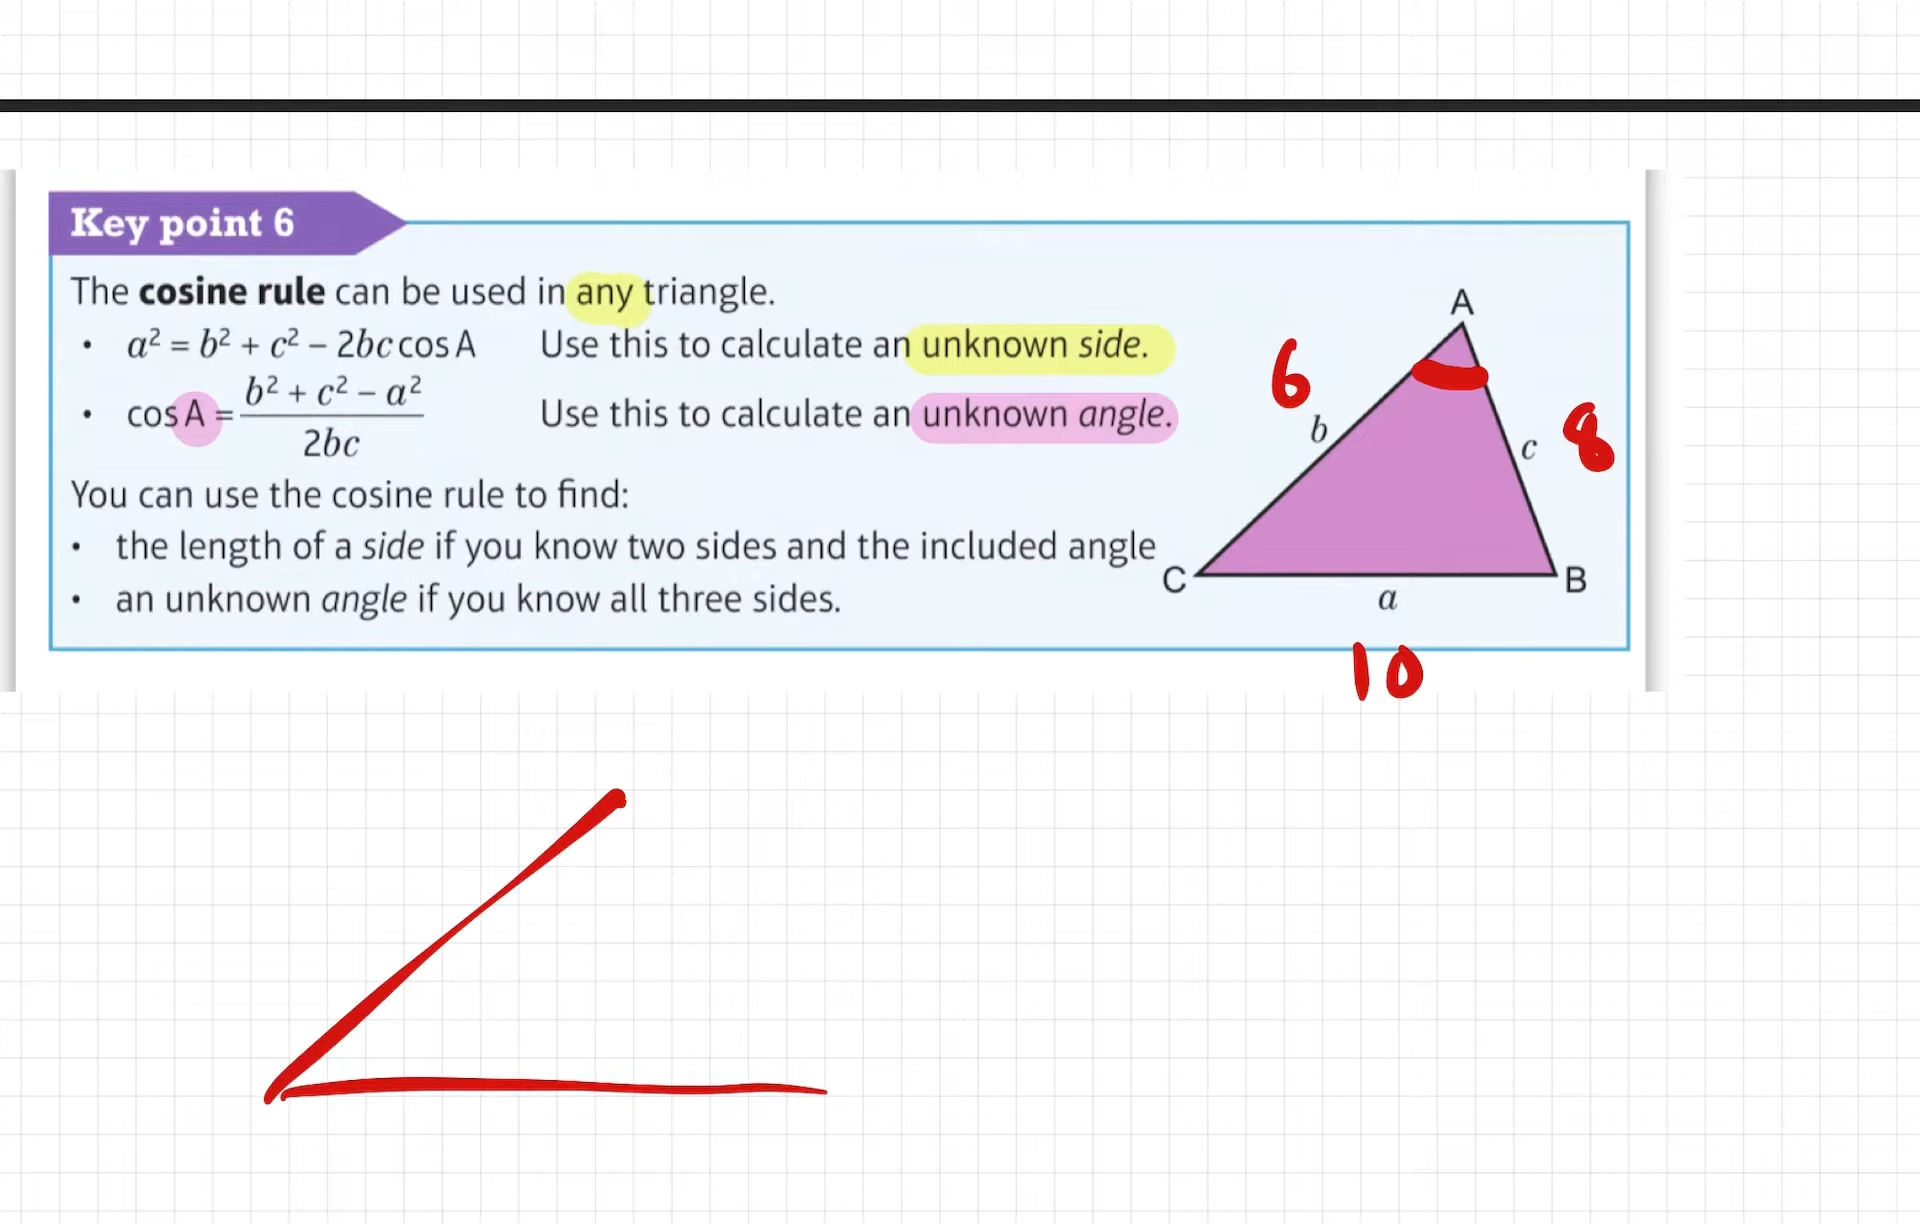 Key point 6
The cosine rule can be used in any triangle.
• a² = b² + c² – 2bc cos A Use this to calculate an unknown side.
• cos A = (b² + c² – a²) / 2bc Use this to calculate an unknown angle.
You can use the cosine rule to find:
• the length of a side if you know two sides and the included angle
• an unknown angle if you know all three sides.
A
6
b
c
8
C
B
a
10